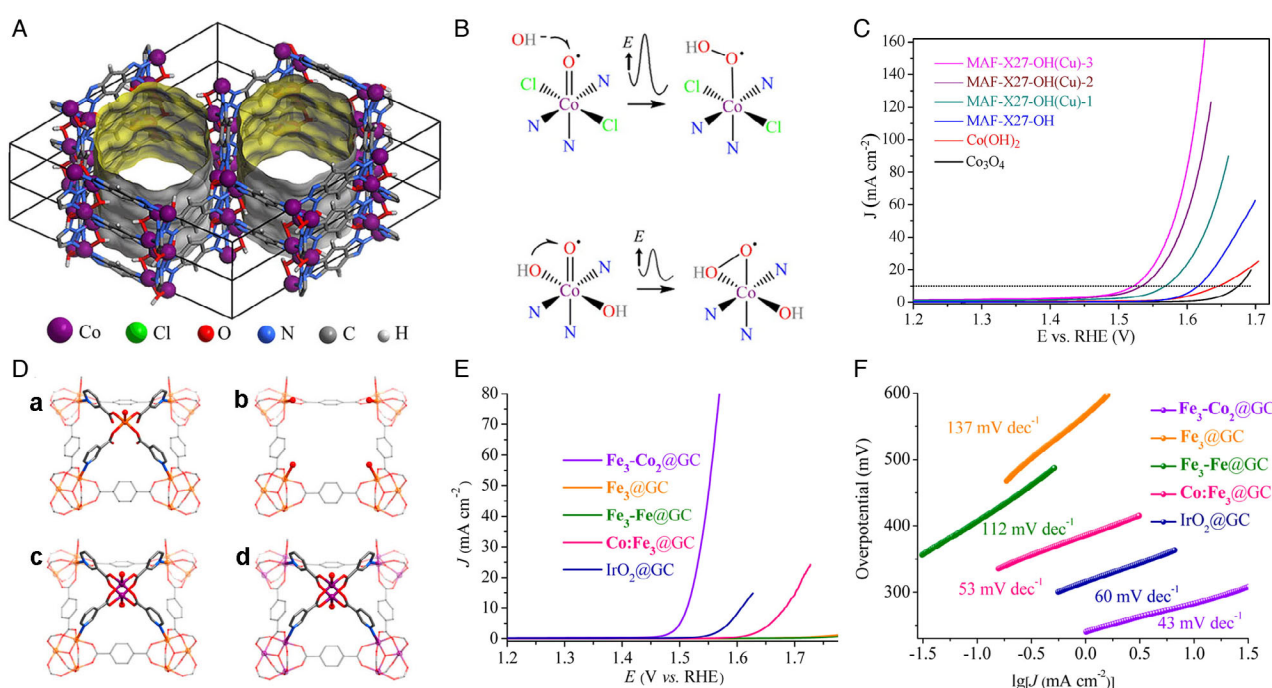 A
Co
Cl
O
N
C
H
B
OH
O•
E
HO
O•
Cl
N
Co
N
Cl
N
Cl
N
Co
N
Cl
N
O•
E
HO
N
Co
N
OH
N
O•
HO
N
Co
N
OH
N
C
160
140
120
100
80
60
40
20
0
J (mA cm⁻²)
MAF-X27-OH(Cu)-3
MAF-X27-OH(Cu)-2
MAF-X27-OH(Cu)-1
MAF-X27-OH
Co(OH)₂
Co₃O₄
1.2 1.3 1.4 1.5 1.6 1.7
E vs. RHE (V)
D
a
b
c
d
E
80
70
60
50
40
30
20
10
0
J (mA cm⁻²)
Fe₃-Co₂@GC
Fe₃@GC
Fe₃-Fe@GC
Co:Fe₃@GC
IrO₂@GC
1.2 1.3 1.4 1.5 1.6 1.7
E (V vs. RHE)
F
600
500
400
300
Overpotential (mV)
137 mV dec⁻¹
112 mV dec⁻¹
53 mV dec⁻¹
60 mV dec⁻¹
43 mV dec⁻¹
Fe₃-Co₂@GC
Fe₃@GC
Fe₃-Fe@GC
Co:Fe₃@GC
IrO₂@GC
-1.5 -1.0 -0.5 0.0 0.5 1.0 1.5
lg[J (mA cm⁻²)]